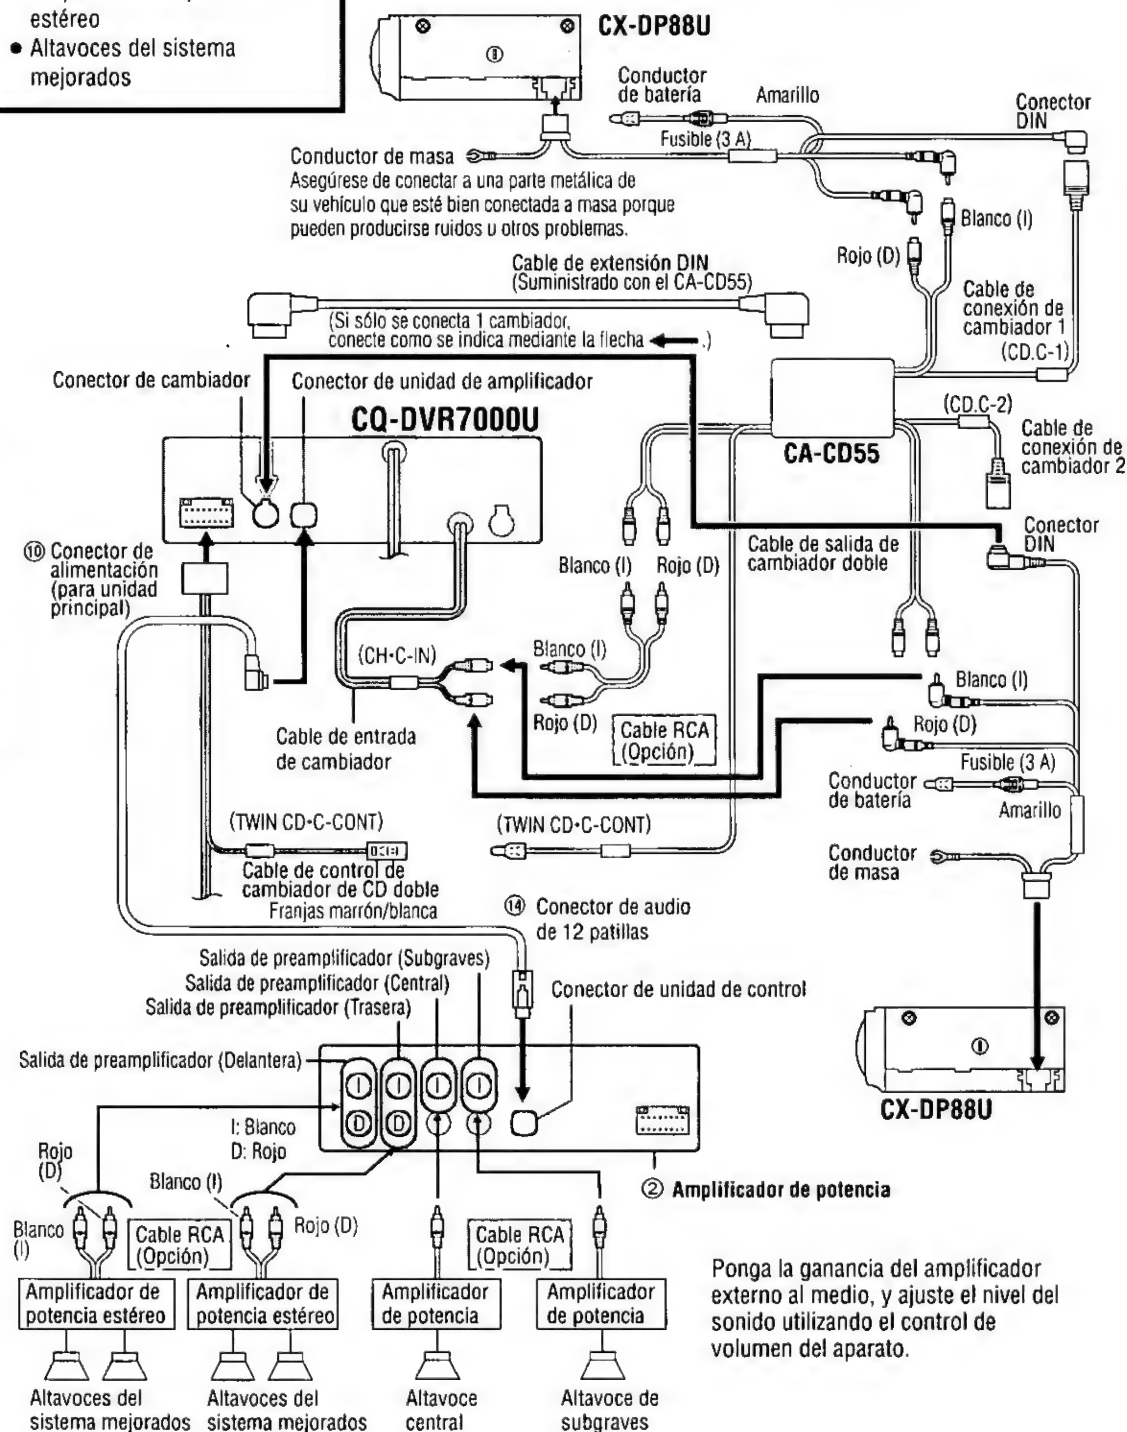 estéreo
● Altavoces del sistema
mejorados
CX-DP88U
Conductor
de batería
Amarillo
Conector
DIN
Fusible (3 A)
Conductor de masa
Asegúrese de conectar a una parte metálica de
su vehículo que esté bien conectada a masa porque
pueden producirse ruidos u otros problemas.
Blanco (I)
Rojo (D)
Cable de extensión DIN
(Suministrado con el CA-CD55)
Cable de
conexión de
cambiador 1
(CD.C-1)
(Si sólo se conecta 1 cambiador,
conecte como se indica mediante la flecha .)
Conector de cambiador
Conector de unidad de amplificador
CQ-DVR7000U
CA-CD55
(CD.C-2)
Cable de
conexión de
cambiador 2
⑩ Conector de
alimentación
(para unidad
principal)
Blanco (I)
Rojo (D)
Cable de salida de
cambiador doble
Conector
DIN
(CH•C-IN)
Blanco (I)
Rojo (D)
Cable RCA
(Opción)
Cable de entrada
de cambiador
Blanco (I)
Rojo (D)
Fusible (3 A)
Conductor
de batería
Amarillo
(TWIN CD•C-CONT)
(TWIN CD•C-CONT)
Conductor
de masa
Cable de control de
cambiador de CD doble
Franjas marrón/blanca
⑭ Conector de audio
de 12 patillas
Salida de preamplificador (Subgraves)
Salida de preamplificador (Central)
Salida de preamplificador (Trasera)
Conector de unidad de control
Salida de preamplificador (Delantera)
I I I I
D D
I: Blanco
D: Rojo
CX-DP88U
② Amplificador de potencia
Rojo
(D)
Blanco (I)
Rojo (D)
Blanco
(I)
Cable RCA
(Opción)
Cable RCA
(Opción)
Amplificador de
potencia estéreo
Amplificador de
potencia estéreo
Amplificador
de potencia
Amplificador
de potencia
Altavoces del
sistema mejorados
Altavoces del
sistema mejorados
Altavoce
central
Altavoce de
subgraves
Ponga la ganancia del amplificador
externo al medio, y ajuste el nivel del
sonido utilizando el control de
volumen del aparato.